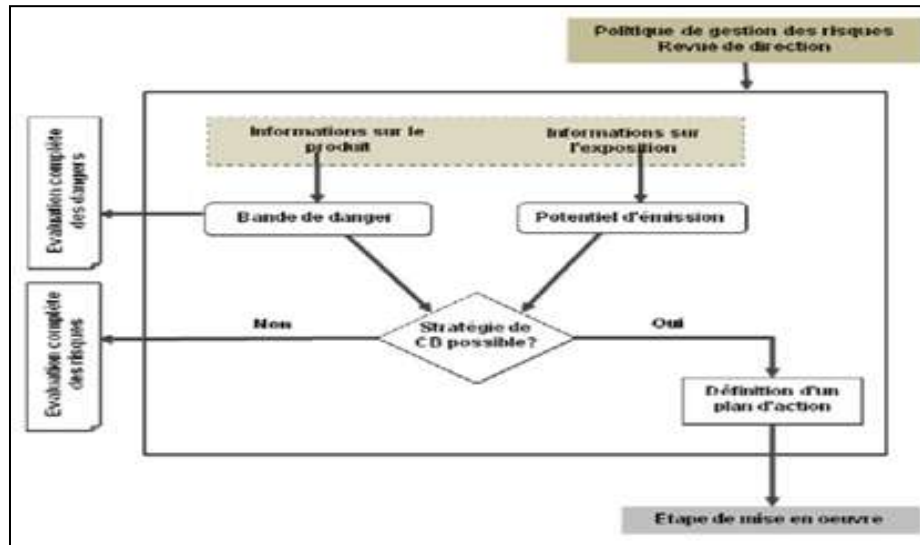 Politique de gestion des risques
Revue de direction
Informations sur le
produit
Informations sur
l'exposition
Evaluation complète
des dangers
Bande de danger
Potentiel d'émission
Evaluation complète
des risques
Non
Stratégie de
CB possible?
Oui
Définition d'un
plan d'action
Etape de mise en oeuvre